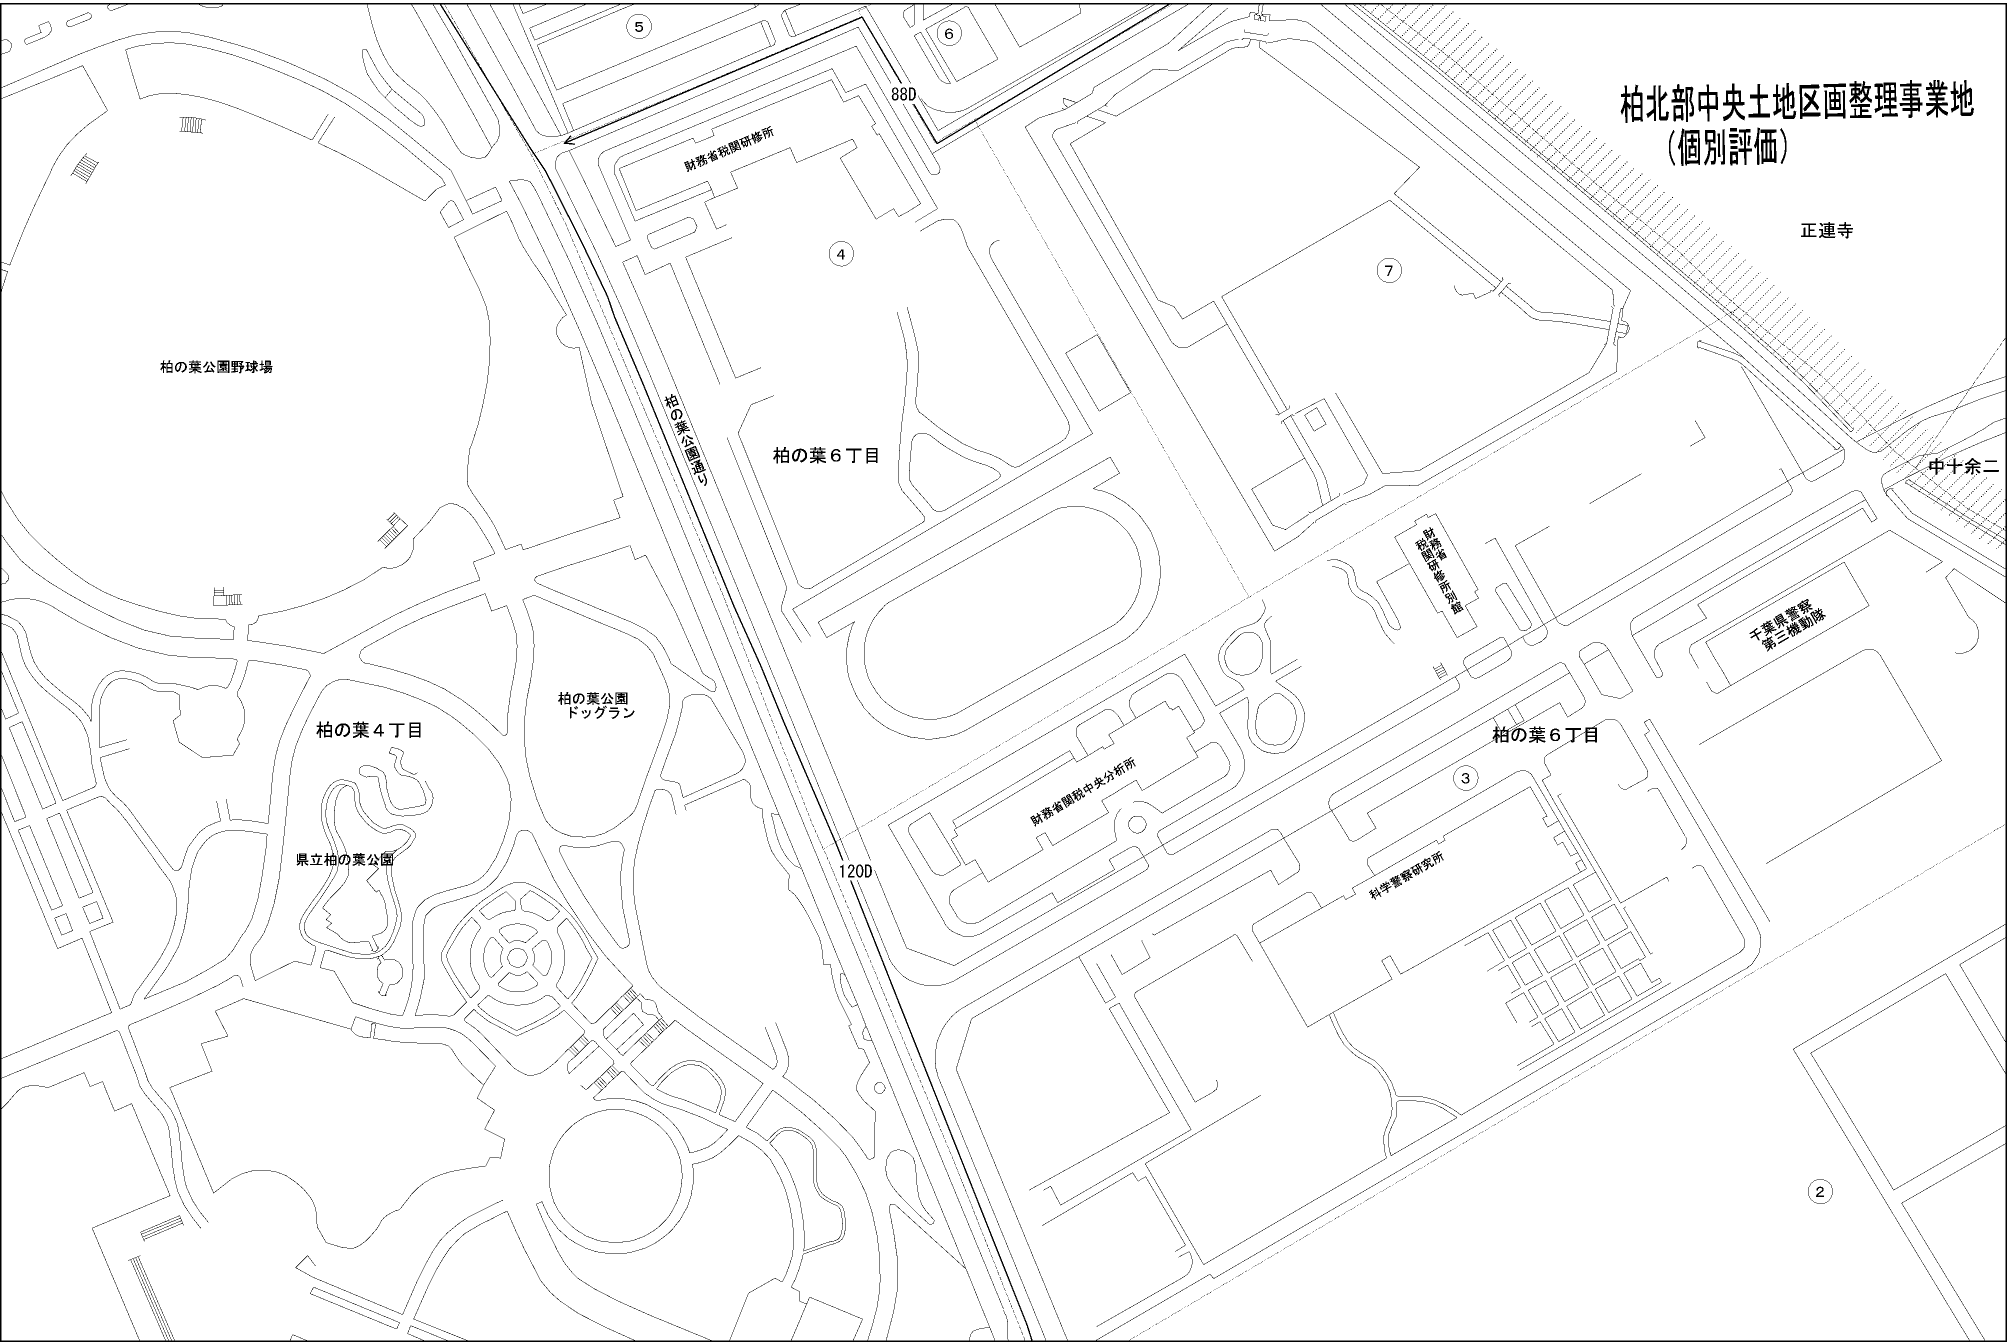 ⑤
⑥
88D
柏北部中央土地区画整理事業地
（個別評価）
財務省税関研修所
正連寺
④
⑦
柏の葉公園野球場
柏の葉公園通り
柏の葉６丁目
中十余二
財務省
税関研修所別館
千葉県警察
第三機動隊
柏の葉公園
ドッグラン
柏の葉４丁目
柏の葉６丁目
③
財務省関税中央分析所
県立柏の葉公園
120D
科学警察研究所
②